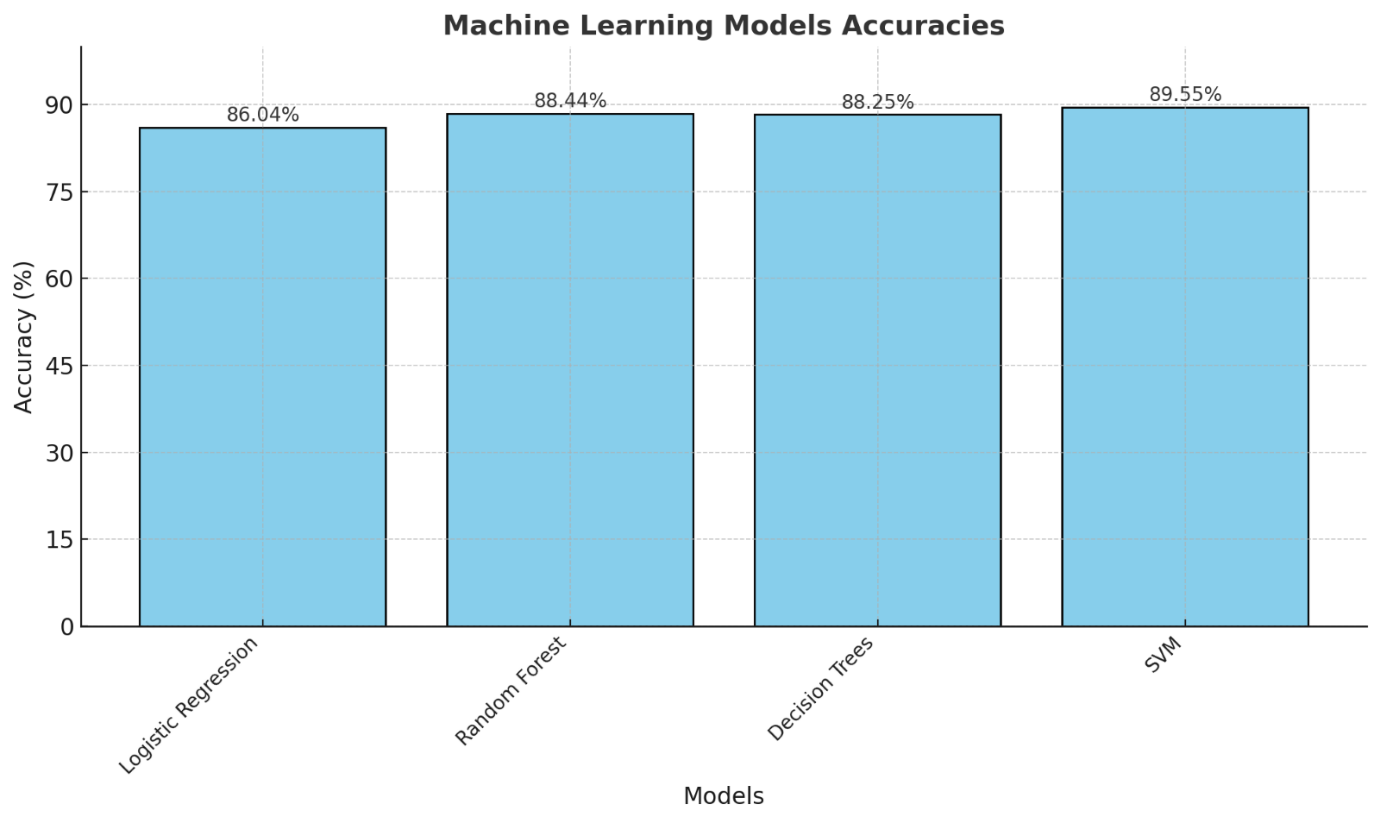 Machine Learning Models Accuracies
Accuracy (%)
90
75
60
45
30
15
0
86.04%
88.44%
88.25%
89.55%
Logistic Regression
Random Forest
Decision Trees
SVM
Models